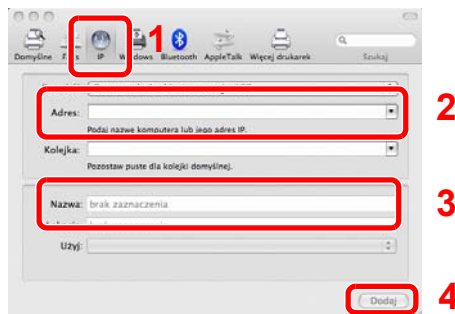 1
Domyślne Faks IP Windows Bluetooth AppleTalk Więcej drukarek Szukaj
Adres:
2
Podaj nazwę komputera lub jego adres IP.
Kolejka:
Pozostaw puste dla kolejki domyślnej.
Nazwa: brak zaznaczenia
3
Użyj:
Dodaj
4